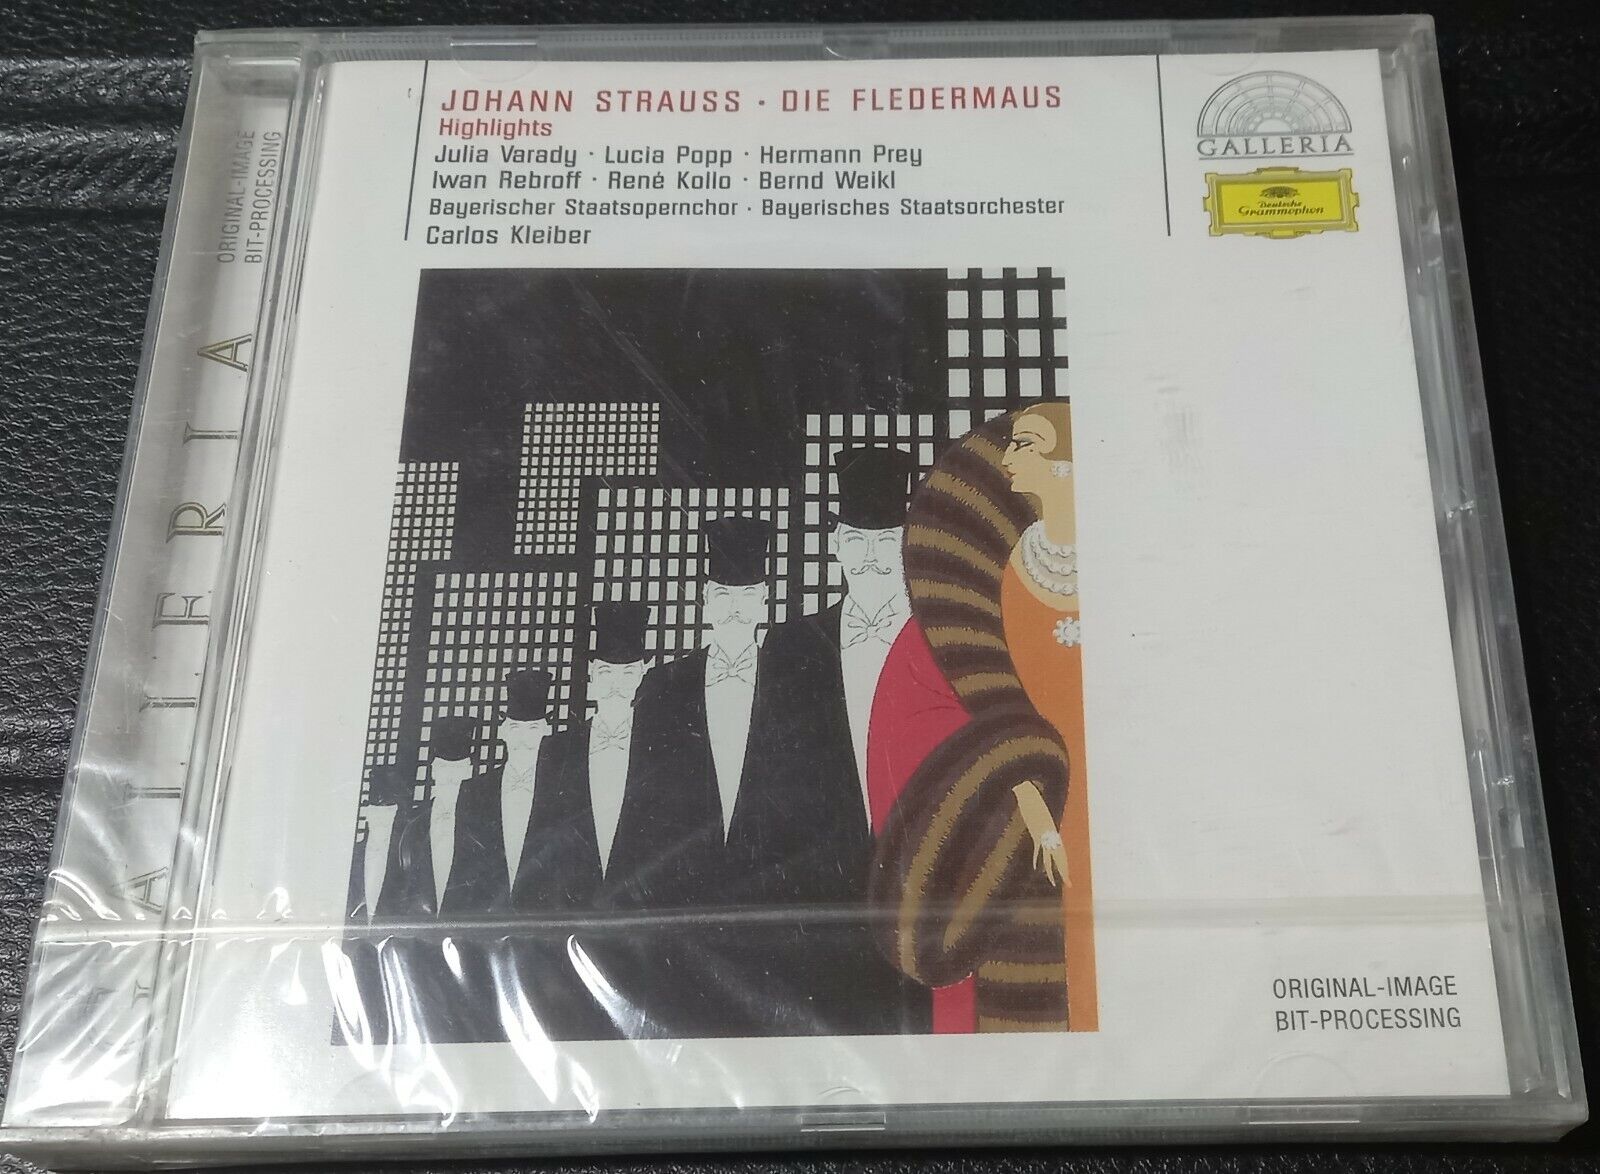 JOHANN STRAUSS · DIE FLEDERMAUS
Highlights
Julia Varady · Lucia Popp · Hermann Prey
Iwan Rebroff · René Kollo · Bernd Weikl
Bayerischer Staatsopernchor · Bayerisches Staatsorchester
Carlos Kleiber
GALLERIA
Deutsche
Grammophon
ORIGINAL-IMAGE
BIT-PROCESSING
GALLERIA
ORIGINAL-IMAGE
BIT-PROCESSING